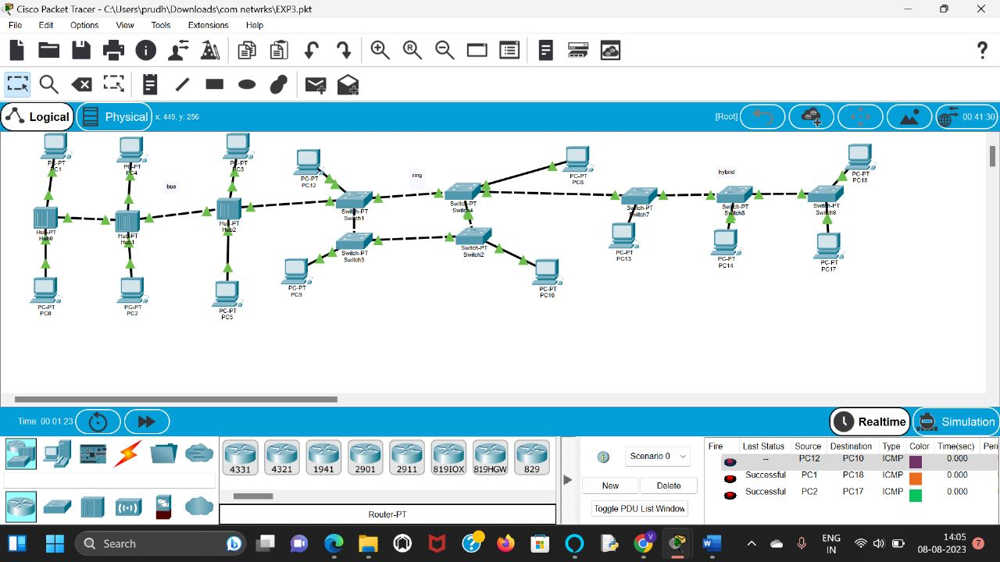 Cisco Packet Tracer - C:\Users\prudh\Downloads\com netwrks\EXP3.pkt
File Edit Options View Tools Extensions Help
Logical Physical x: 449, y: 256 [Root] 00:41:30
PC-PT
PC1
PC-PT
PC4
PC-PT
PC3
PC-PT
PC12
PC-PT
PC8
PC-PT
PC18
bus
ring
hybrid
Hub-PT
Hub0
Hub-PT
Hub1
Hub-PT
Hub2
Switch-PT
Switch1
Switch-PT
Switch4
Switch-PT
Switch7
Switch-PT
Switch8
Switch-PT
Switch9
Switch-PT
Switch3
Switch-PT
Switch2
PC-PT
PC13
PC-PT
PC14
PC-PT
PC17
PC-PT
PC9
PC-PT
PC10
PC-PT
PC0
PC-PT
PC2
PC-PT
PC5
Time: 00:01:23 Realtime Simulation
4331 4321 1941 2901 2911 819IOX 819HGW 829
Router-PT
Scenario 0
New Delete
Toggle PDU List Window
Fire Last Status Source Destination Type Color Time(sec) Peri
-- PC12 PC10 ICMP 0.000
Successful PC1 PC18 ICMP 0.000
Successful PC2 PC17 ICMP 0.000
Search
ENG
IN
14:05
08-08-2023
7